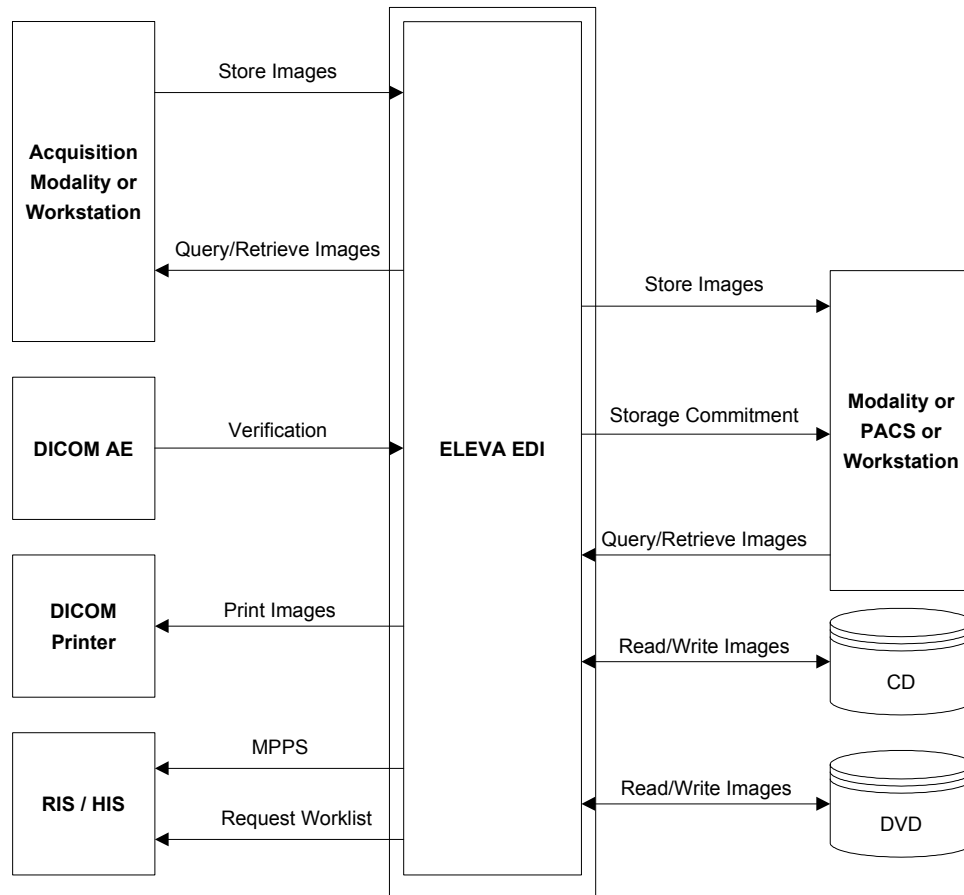 Store Images
Acquisition
Modality or
Workstation
Query/Retrieve Images
DICOM AE
Verification
DICOM
Printer
Print Images
RIS / HIS
MPPS
Request Worklist
ELEVA EDI
Store Images
Storage Commitment
Query/Retrieve Images
Modality or
PACS or
Workstation
Read/Write Images
CD
Read/Write Images
DVD